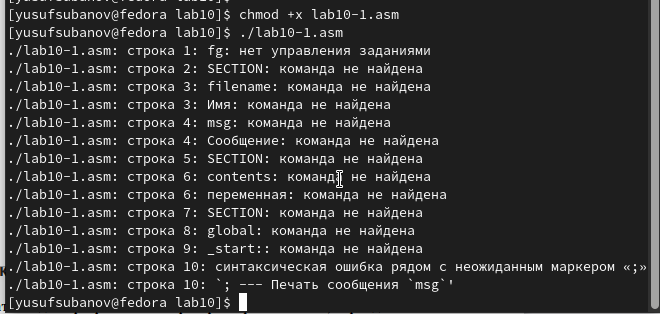 [yusufsubanov@fedora lab10]$ chmod +x lab10-1.asm
[yusufsubanov@fedora lab10]$ ./lab10-1.asm
./lab10-1.asm: строка 1: fg: нет управления заданиями
./lab10-1.asm: строка 2: SECTION: команда не найдена
./lab10-1.asm: строка 3: filename: команда не найдена
./lab10-1.asm: строка 3: Имя: команда не найдена
./lab10-1.asm: строка 4: msg: команда не найдена
./lab10-1.asm: строка 4: Сообщение: команда не найдена
./lab10-1.asm: строка 5: SECTION: команда не найдена
./lab10-1.asm: строка 6: contents: команда не найдена
./lab10-1.asm: строка 6: переменная: команда не найдена
./lab10-1.asm: строка 7: SECTION: команда не найдена
./lab10-1.asm: строка 8: global: команда не найдена
./lab10-1.asm: строка 9: _start:: команда не найдена
./lab10-1.asm: строка 10: синтаксическая ошибка рядом с неожиданным маркером «;»
./lab10-1.asm: строка 10: `; --- Печать сообщения `msg`'
[yusufsubanov@fedora lab10]$